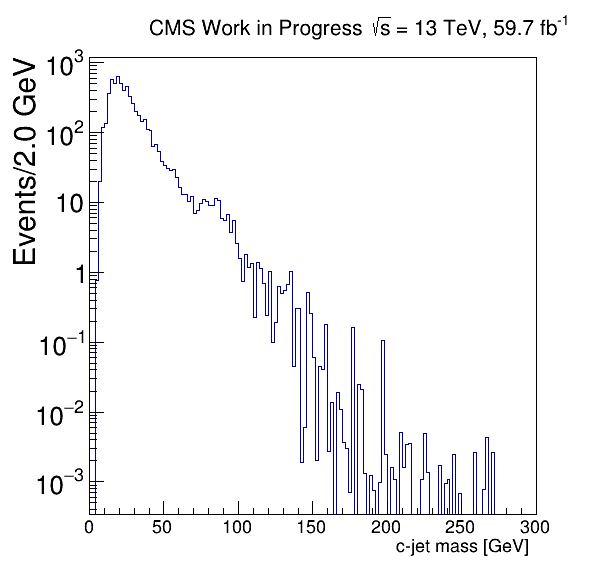 CMS Work in Progress √s = 13 TeV, 59.7 fb⁻¹
Events/2.0 GeV
10³
10²
10
1
10⁻¹
10⁻²
10⁻³
0 50 100 150 200 250 300
c-jet mass [GeV]